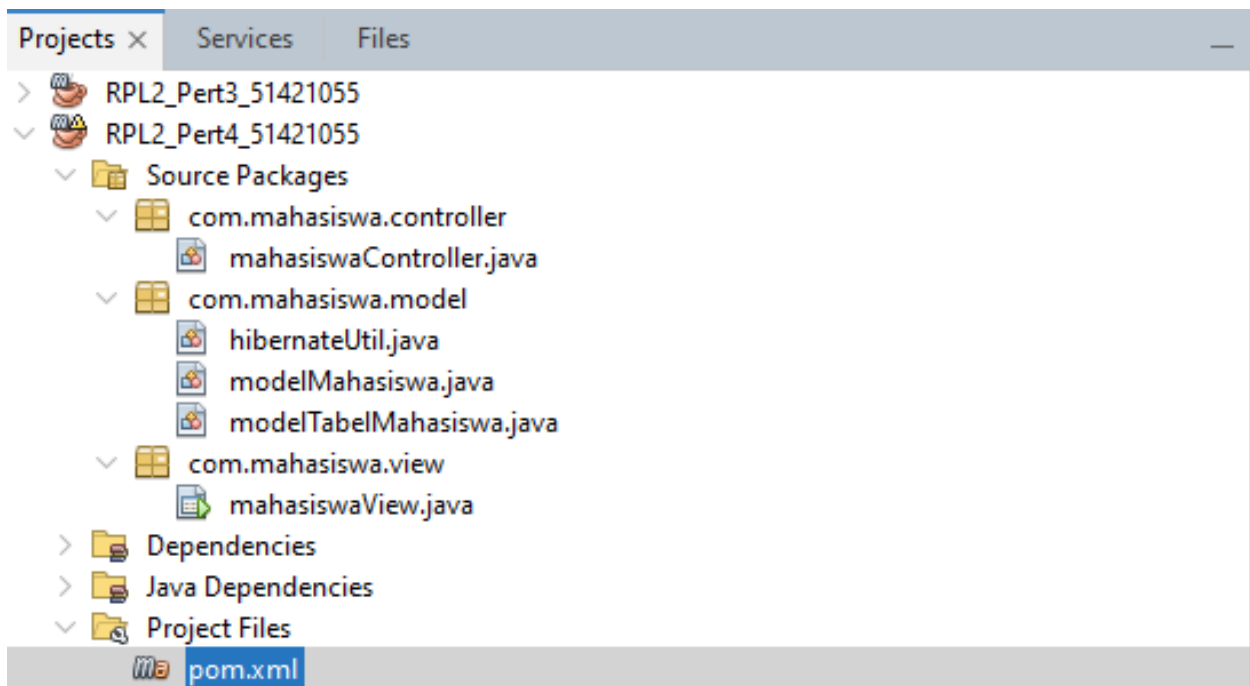 Projects Services Files
RPL2_Pert3_51421055
RPL2_Pert4_51421055
Source Packages
com.mahasiswa.controller
mahasiswaController.java
com.mahasiswa.model
hibernateUtil.java
modelMahasiswa.java
modelTabelMahasiswa.java
com.mahasiswa.view
mahasiswaView.java
Dependencies
Java Dependencies
Project Files
pom.xml